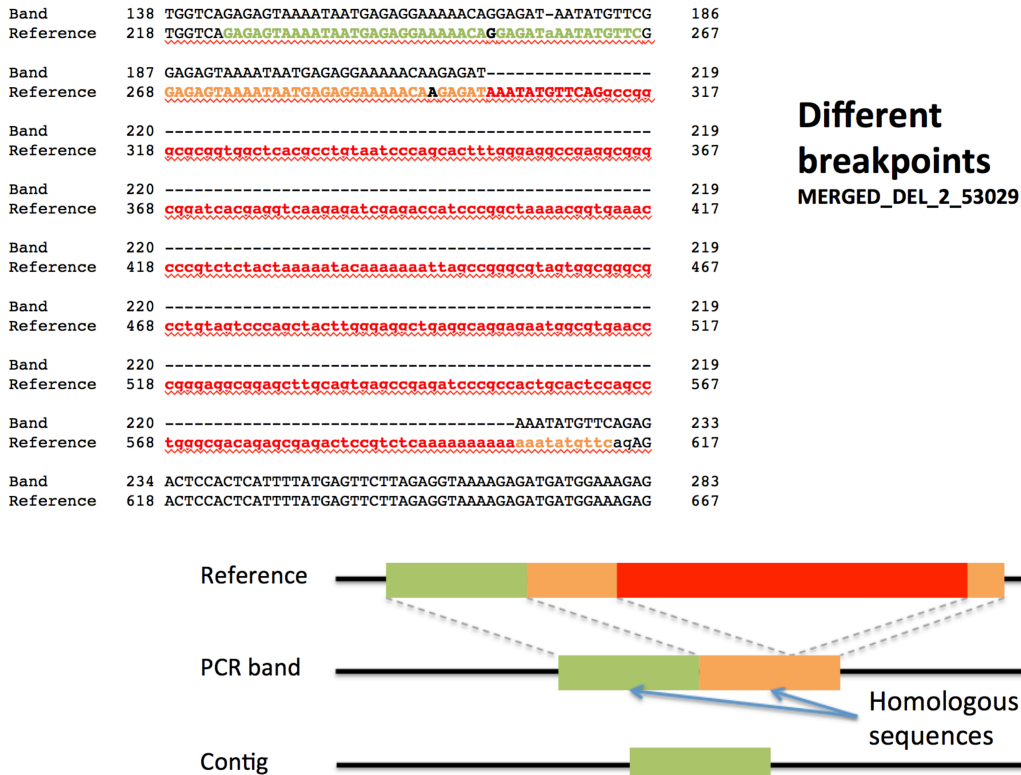 Band 138 TGGTCAGAGAGTAAAATAATGAGAGGAAAAACAGGAGAT-AATATGTTCG 186
Reference 218 TGGTCAGAGAGTAAAATAATGAGAGGAAAAACAGGAGATaAATATGTTCG 267
Band 187 GAGAGTAAAATAATGAGAGGAAAAACAAGAGAT----------------- 219
Reference 268 GAGAGTAAAATAATGAGAGGAAAAACAAGAGATAAATATGTTCAGgccgg 317
Band 220 -------------------------------------------------- 219
Reference 318 gcgcggtggctcacgcctgtaatcccagcactttgggaggccgaggcggg 367
Band 220 -------------------------------------------------- 219
Reference 368 cggatcacgaggtcaagagatcgagaccatcccggctaaaacggtgaaac 417
Band 220 -------------------------------------------------- 219
Reference 418 cccgtctctactaaaaatacaaaaaaattagccgggcgtagtggcgggcg 467
Band 220 -------------------------------------------------- 219
Reference 468 cctgtagtcccagctacttgggaggctgaggcaggagaatggcgtgaacc 517
Band 220 -------------------------------------------------- 219
Reference 518 cgggaggcggagcttgcagtgagccgagatcccgccactgcactccagcc 567
Band 220 ------------------------------------AAATATGTTCAGAG 233
Reference 568 tgggcgacagagcgagactccgtctcaaaaaaaaaaaaatatgttcagAG 617
Band 234 ACTCCACTCATTTTATGAGTTCTTAGAGGTAAAAGAGATGATGGAAAGAG 283
Reference 618 ACTCCACTCATTTTATGAGTTCTTAGAGGTAAAAGAGATGATGGAAAGAG 667
Different
breakpoints
MERGED_DEL_2_53029
Reference
PCR band
Homologous
sequences
Contig